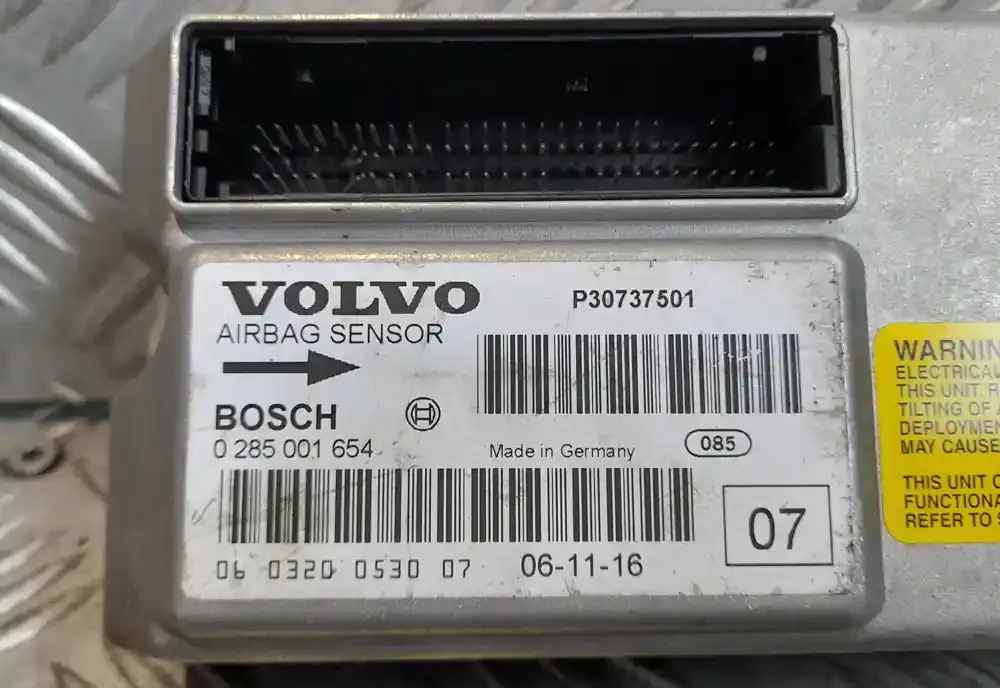 VOLVO
P30737501
AIRBAG SENSOR
BOSCH
0 285 001 654
Made in Germany
085
07
06 0320 0530 07
06-11-16
WARNIN
ELECTRICAL
THIS UNIT. R
TILTING OF
DEPLOYMEN
MAY CAUSE
THIS UNIT
FUNCTIONA
REFER TO